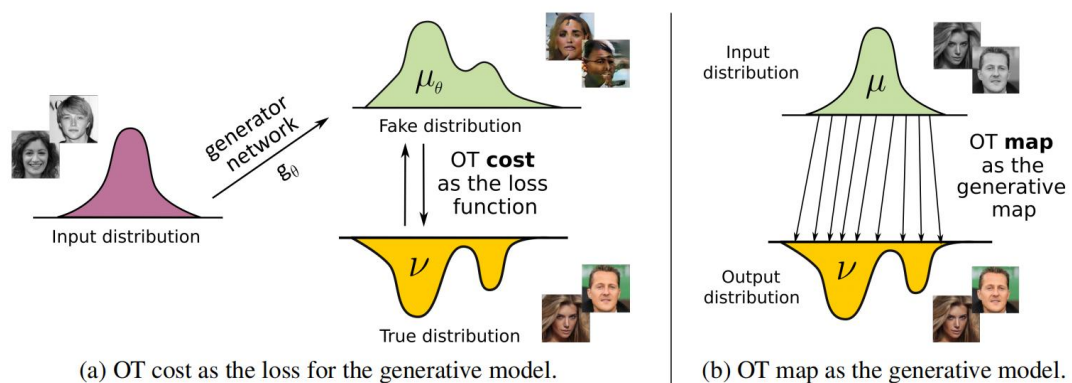 μ_θ
Fake distribution
generator
network
g_θ
Input distribution
OT cost
as the loss
function
ν
True distribution
(a) OT cost as the loss for the generative model.
Input
distribution
μ
OT map
as the
generative
map
ν
Output
distribution
(b) OT map as the generative model.